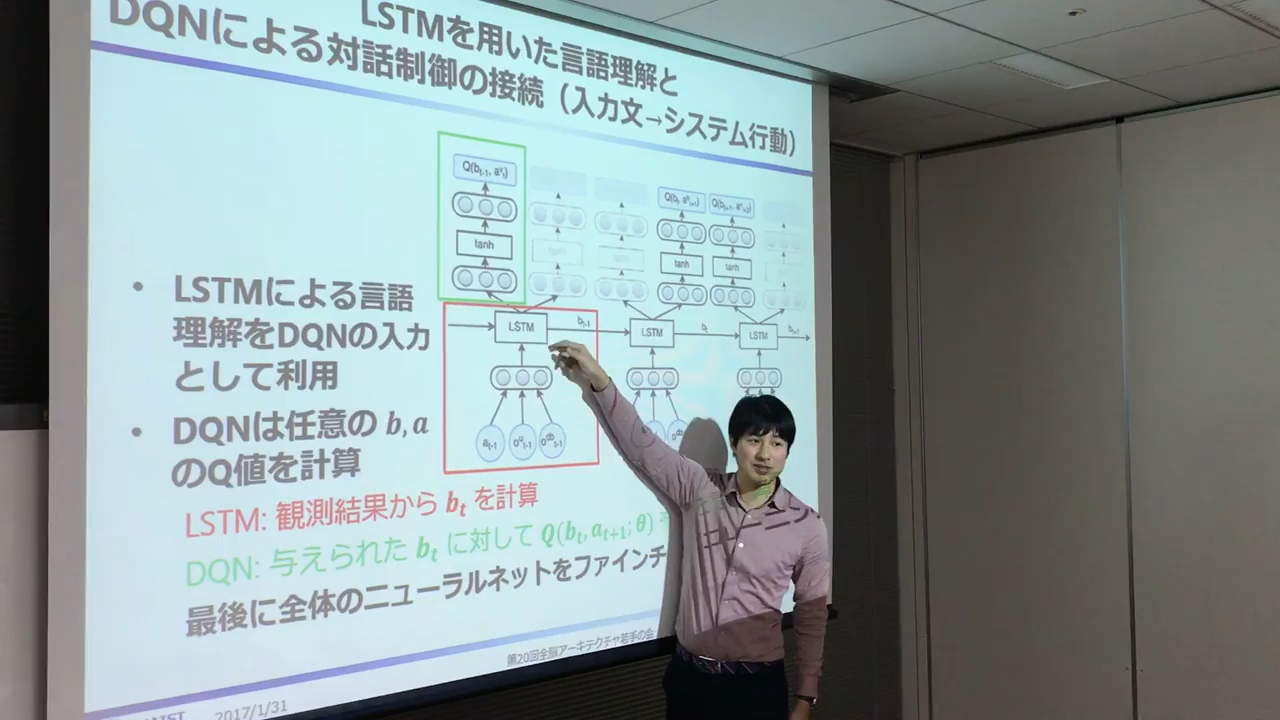 LSTMを用いた言語理解と
DQNによる対話制御の接続（入力文→システム行動）
Q(bt-1, aut)
tanh
LSTM
bt-1
at-1
out-1
odbt-1
Q(bt, aut+1)
tanh
Q(bt+1, aut+2)
tanh
LSTM
bt
LSTM
bt+1
• LSTMによる言語
理解をDQNの入力
として利用
• DQNは任意の b, a
のQ値を計算
LSTM: 観測結果から bt を計算
DQN: 与えられた bt に対して Q(bt, at+1; θ)
最後に全体のニューラルネットをファインチ
第20回全脳アーキテクチャ若手の会
2017/1/31